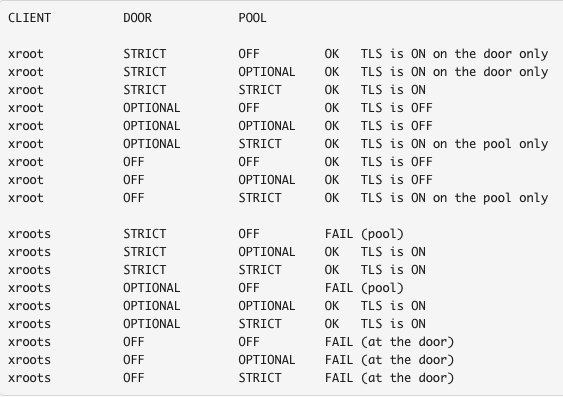 CLIENT DOOR POOL
xroot STRICT OFF OK TLS is ON on the door only
xroot STRICT OPTIONAL OK TLS is ON on the door only
xroot STRICT STRICT OK TLS is ON
xroot OPTIONAL OFF OK TLS is OFF
xroot OPTIONAL OPTIONAL OK TLS is OFF
xroot OPTIONAL STRICT OK TLS is ON on the pool only
xroot OFF OFF OK TLS is OFF
xroot OFF OPTIONAL OK TLS is OFF
xroot OFF STRICT OK TLS is ON on the pool only
xroots STRICT OFF FAIL (pool)
xroots STRICT OPTIONAL OK TLS is ON
xroots STRICT STRICT OK TLS is ON
xroots OPTIONAL OFF FAIL (pool)
xroots OPTIONAL OPTIONAL OK TLS is ON
xroots OPTIONAL STRICT OK TLS is ON
xroots OFF OFF FAIL (at the door)
xroots OFF OPTIONAL FAIL (at the door)
xroots OFF STRICT FAIL (at the door)